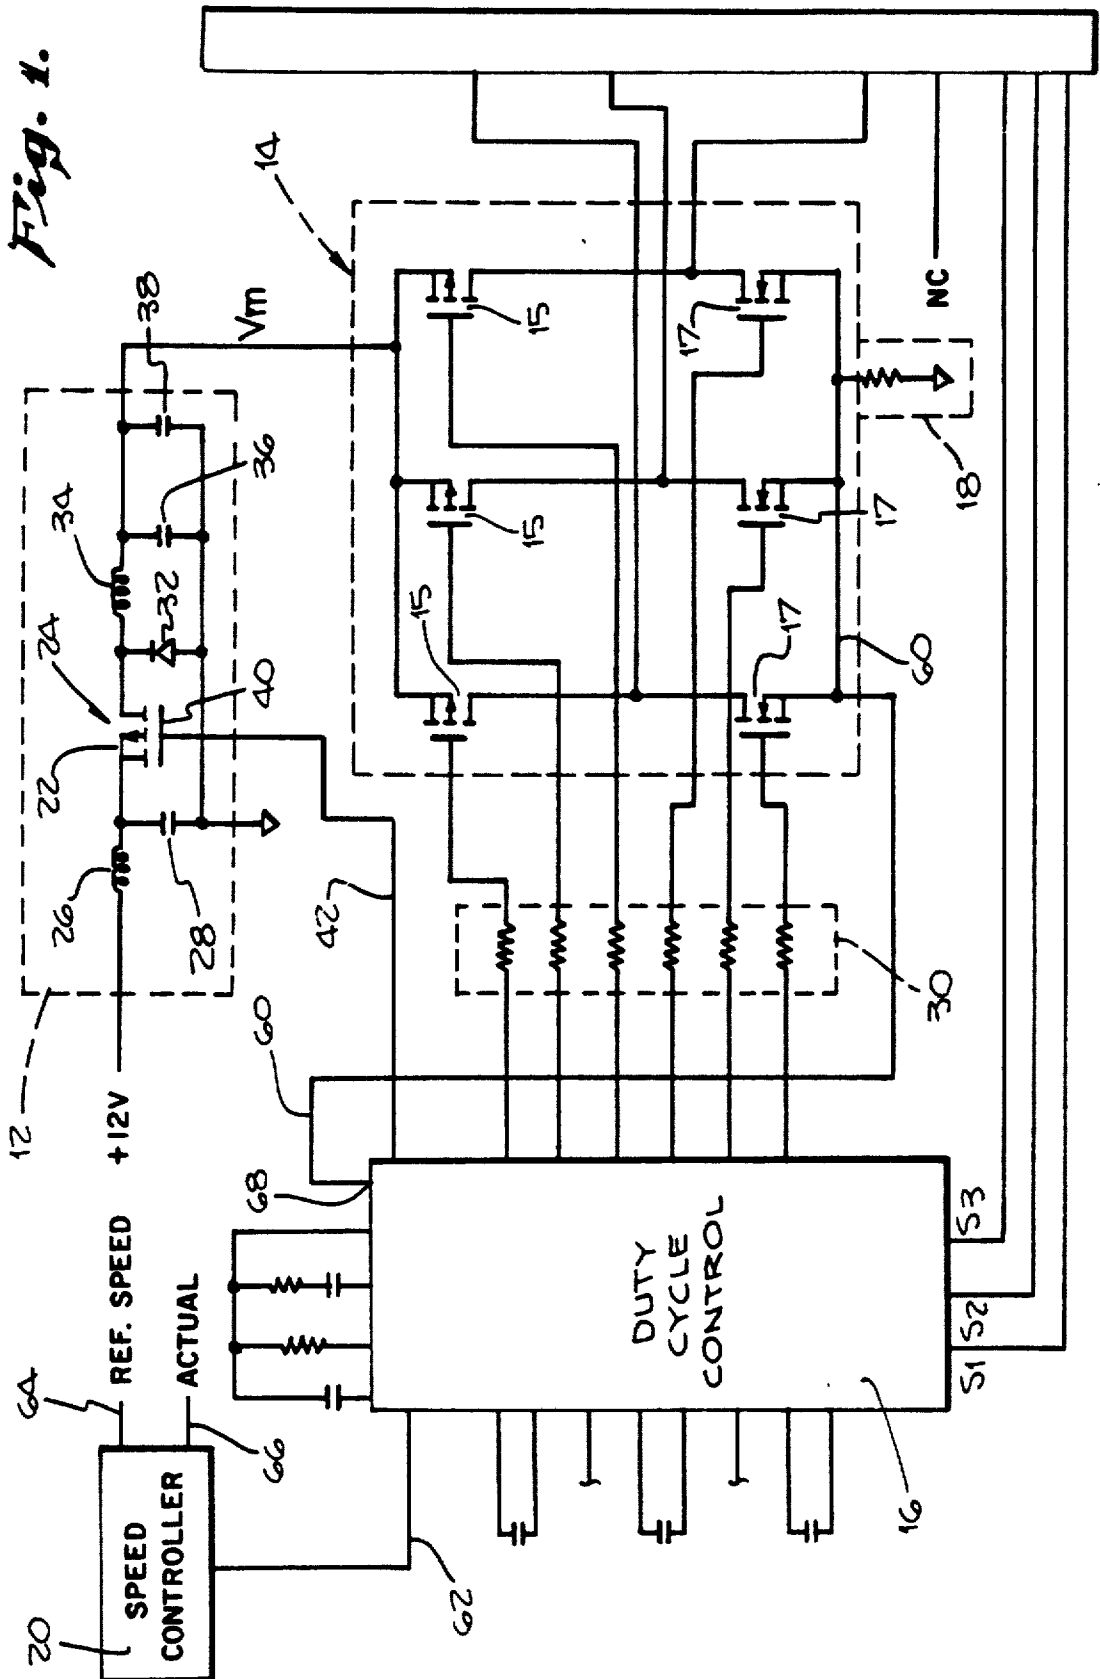 Fig. 1.
20
SPEED
CONTROLLER
64
REF. SPEED
66
ACTUAL
62
+12V
12
26
28
22
24
40
32
34
36
38
Vm
14
42
60
68
30
15
15
15
17
17
17
60
18
NC
DUTY
CYCLE
CONTROL
16
S1
S2
S3